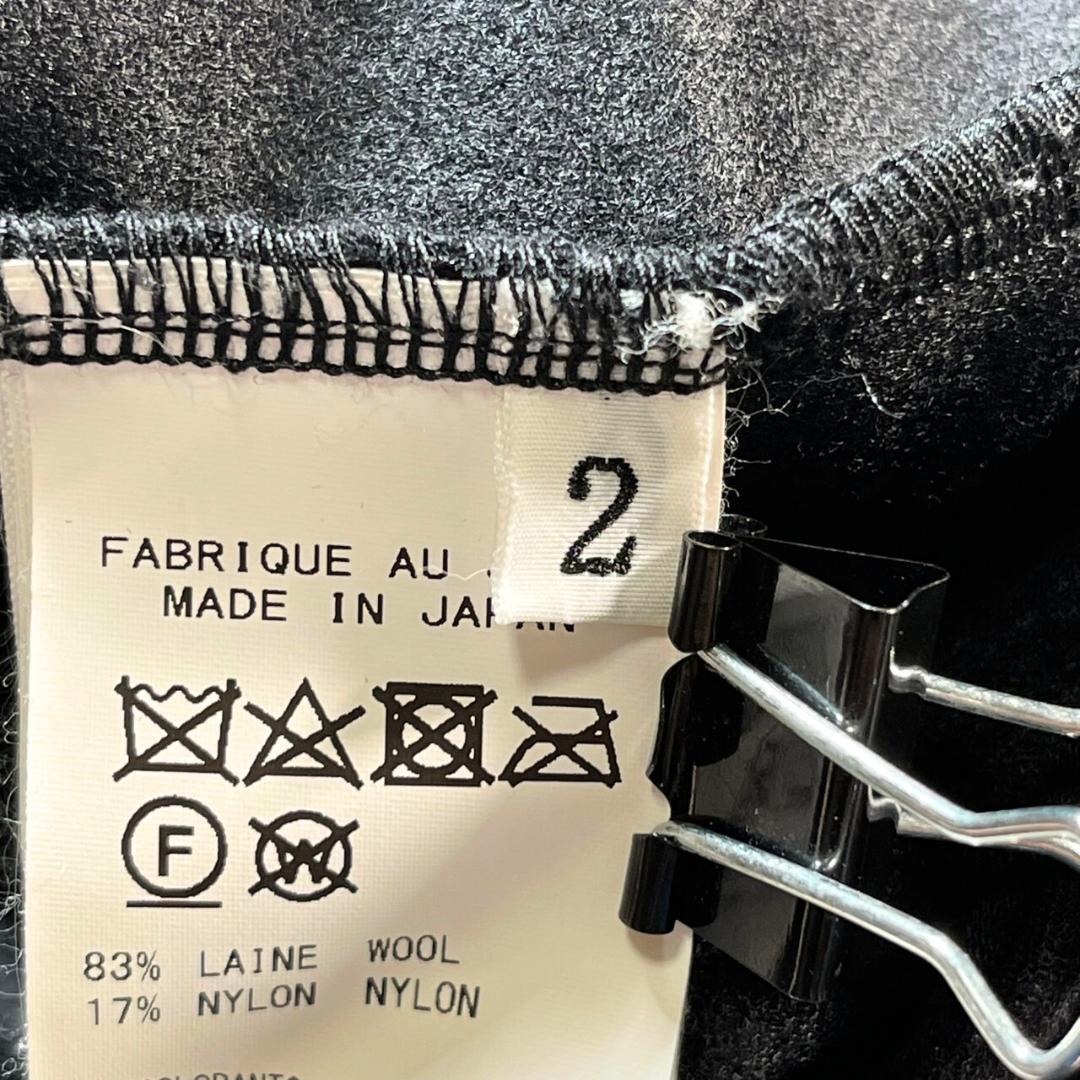 2
FABRIQUE AU
MADE IN JAPAN
F
W
83% LAINE WOOL
17% NYLON NYLON